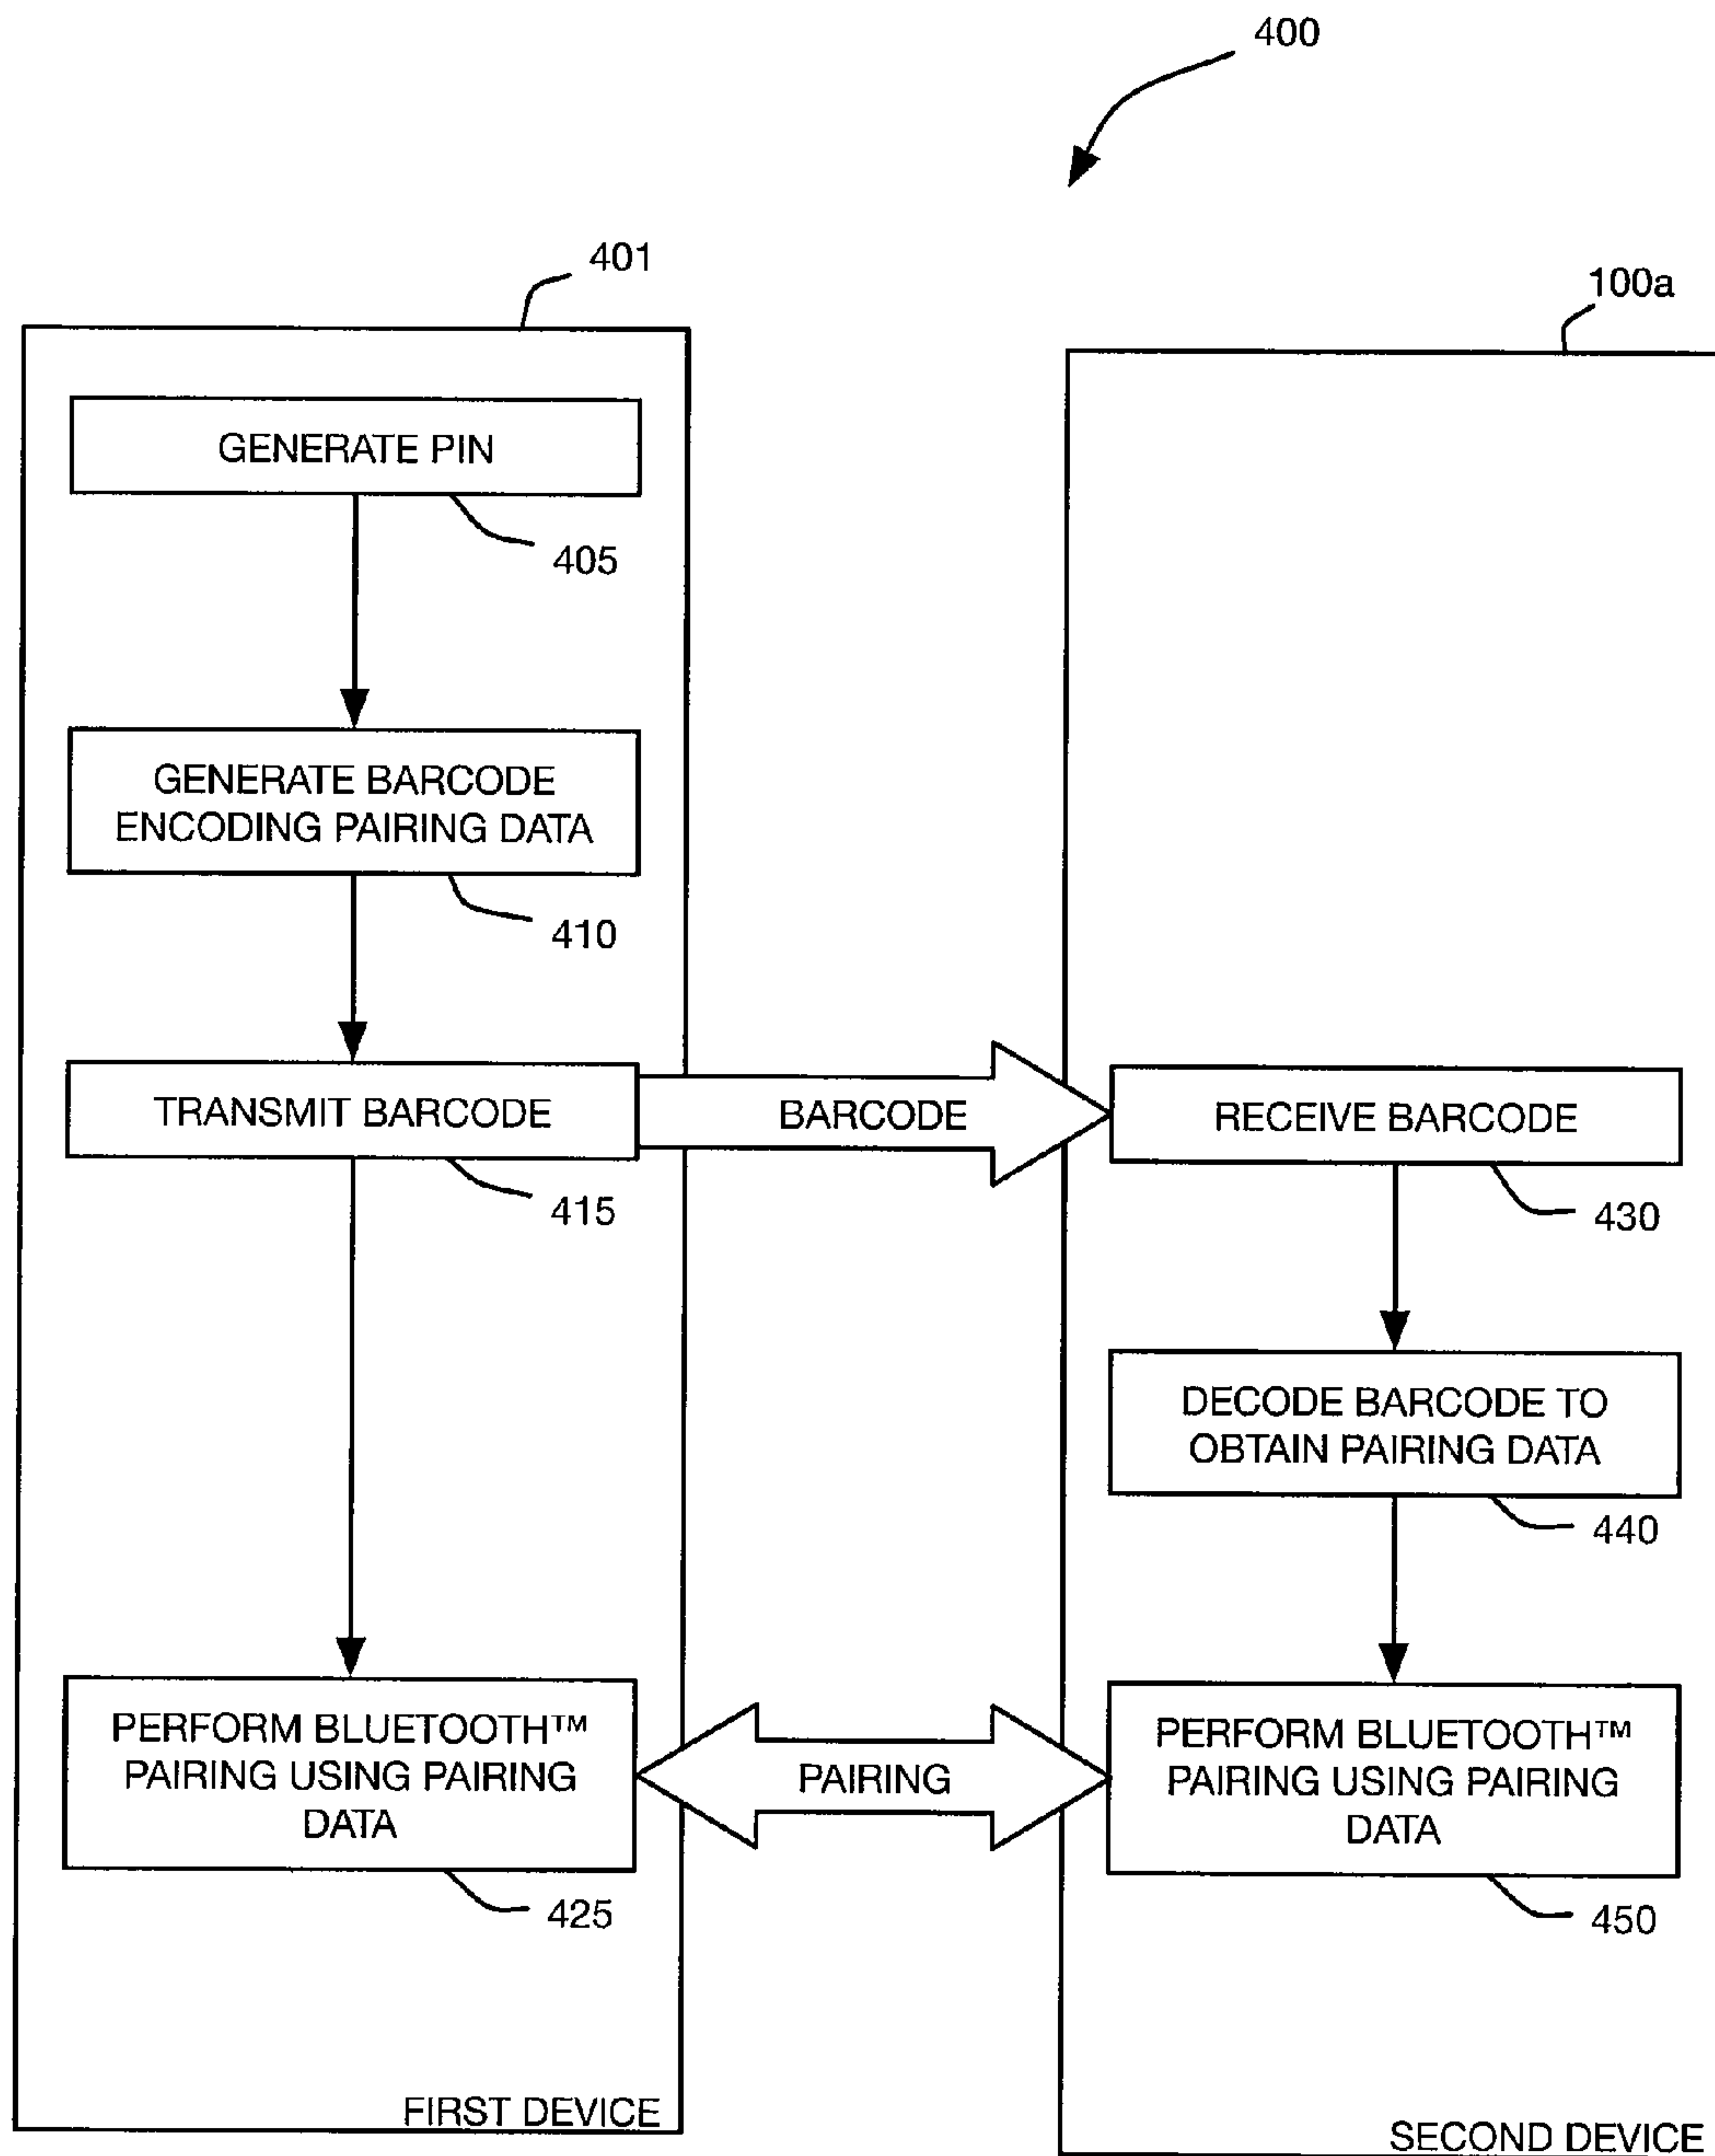 400
401
100a
GENERATE PIN
405
GENERATE BARCODE
ENCODING PAIRING DATA
410
TRANSMIT BARCODE
BARCODE
RECEIVE BARCODE
415
430
DECODE BARCODE TO
OBTAIN PAIRING DATA
440
PERFORM BLUETOOTH™
PAIRING USING PAIRING
DATA
PAIRING
PERFORM BLUETOOTH™
PAIRING USING PAIRING
DATA
425
450
FIRST DEVICE
SECOND DEVICE